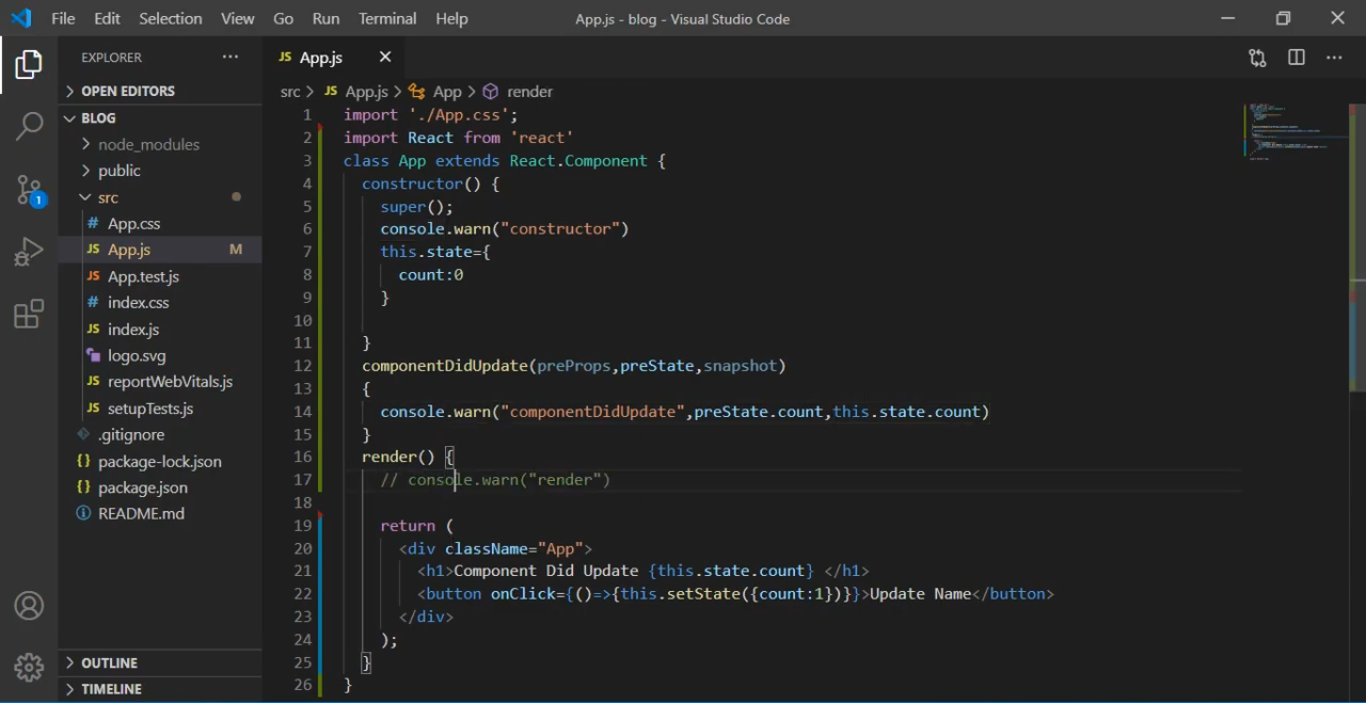 File Edit Selection View Go Run Terminal Help App.js - blog - Visual Studio Code
EXPLORER
OPEN EDITORS
BLOG
node_modules
public
src
# App.css
JS App.js M
JS App.test.js
# index.css
JS index.js
logo.svg
JS reportWebVitals.js
JS setupTests.js
.gitignore
{} package-lock.json
{} package.json
README.md
OUTLINE
TIMELINE
1
JS App.js
src > JS App.js > App > render
1 import './App.css';
2 import React from 'react'
3 class App extends React.Component {
4 constructor() {
5 super();
6 console.warn("constructor")
7 this.state={
8 count:0
9 }
10
11 }
12 componentDidUpdate(preProps,preState,snapshot)
13 {
14 console.warn("componentDidUpdate",preState.count,this.state.count)
15 }
16 render() {
17 // console.warn("render")
18
19 return (
20 <div className="App">
21 <h1>Component Did Update {this.state.count} </h1>
22 <button onClick={()=>{this.setState({count:1})}}>Update Name</button>
23 </div>
24 );
25 }
26 }